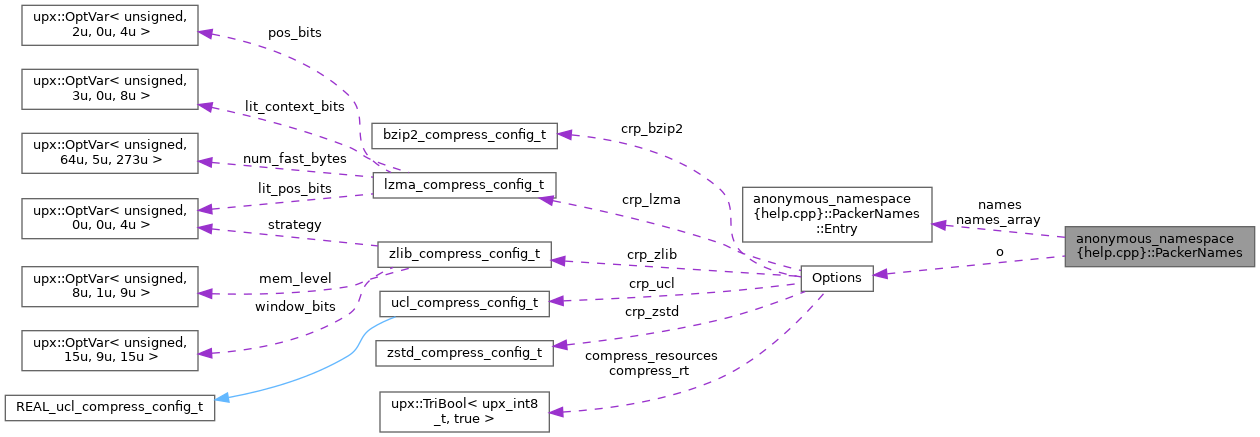 upx::OptVar< unsigned,
2u, 0u, 4u >
pos_bits
upx::OptVar< unsigned,
3u, 0u, 8u >
lit_context_bits
upx::OptVar< unsigned,
64u, 5u, 273u >
num_fast_bytes
upx::OptVar< unsigned,
0u, 0u, 4u >
lit_pos_bits
strategy
upx::OptVar< unsigned,
8u, 1u, 9u >
mem_level
upx::OptVar< unsigned,
15u, 9u, 15u >
window_bits
REAL_ucl_compress_config_t
bzip2_compress_config_t
lzma_compress_config_t
zlib_compress_config_t
ucl_compress_config_t
zstd_compress_config_t
upx::TriBool< upx_int8
_t, true >
crp_bzip2
crp_lzma
crp_zlib
crp_ucl
crp_zstd
compress_resources
compress_rt
anonymous_namespace
{help.cpp}::PackerNames
::Entry
Options
names
names_array
o
anonymous_namespace
{help.cpp}::PackerNames